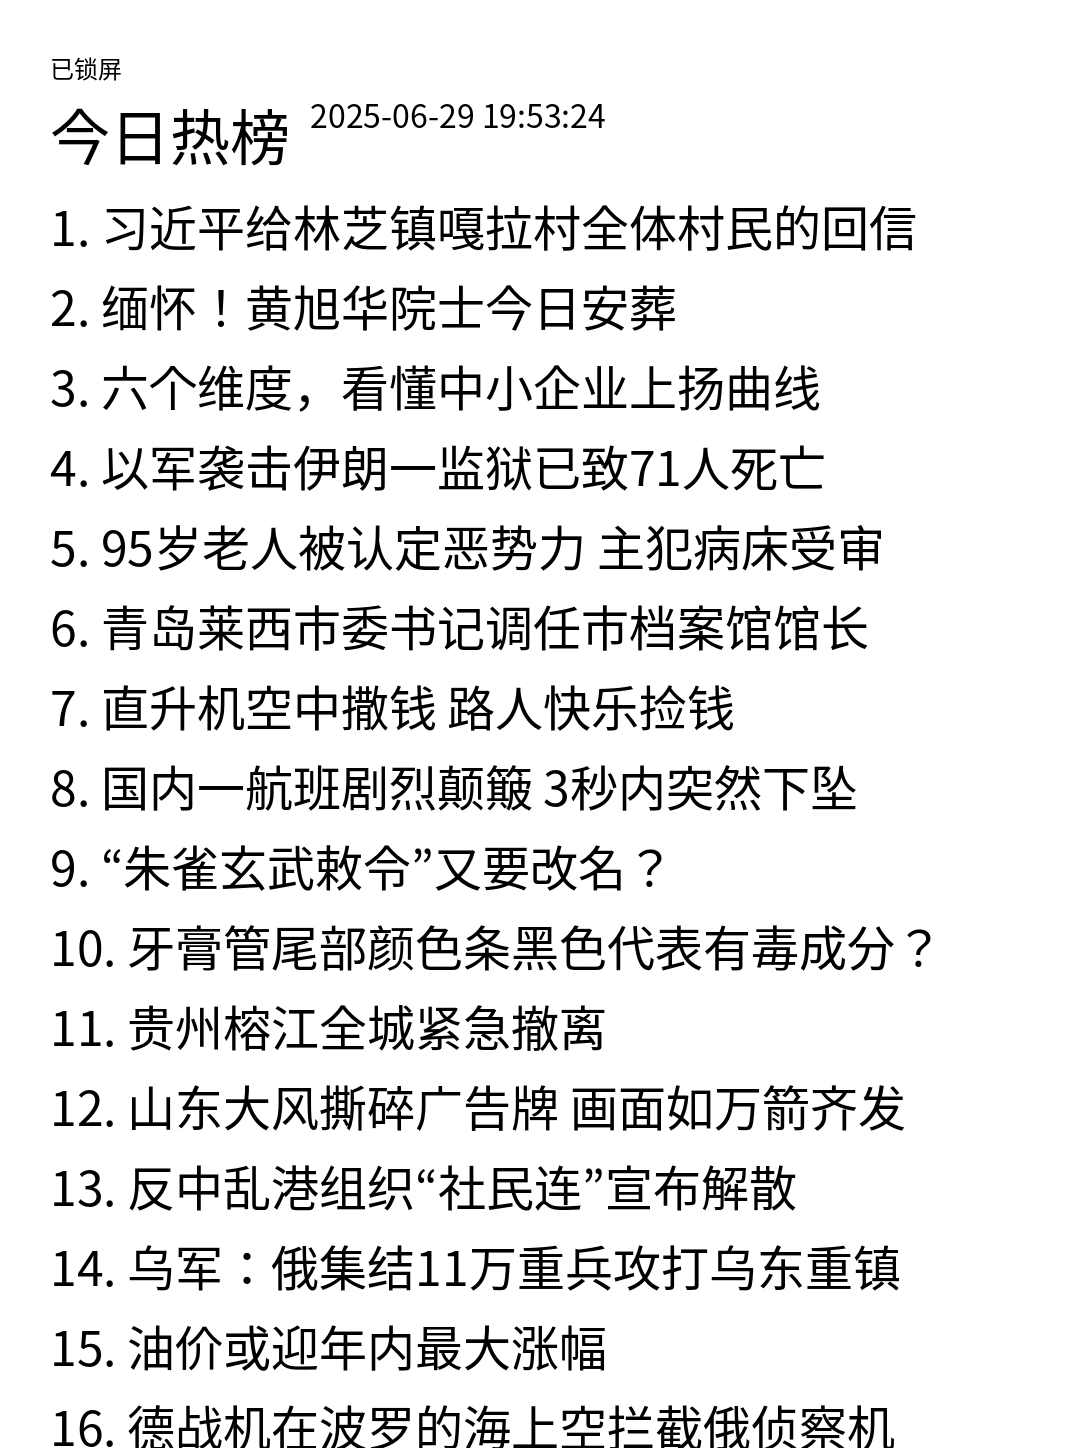 已锁屏
今日热榜 2025-06-29 19:53:24
1. 习近平给林芝镇嘎拉村全体村民的回信
2. 缅怀！黄旭华院士今日安葬
3. 六个维度，看懂中小企业上扬曲线
4. 以军袭击伊朗一监狱已致71人死亡
5. 95岁老人被认定恶势力 主犯病床受审
6. 青岛莱西市委书记调任市档案馆馆长
7. 直升机空中撒钱 路人快乐捡钱
8. 国内一航班剧烈颠簸 3秒内突然下坠
9. “朱雀玄武敕令”又要改名？
10. 牙膏管尾部颜色条黑色代表有毒成分？
11. 贵州榕江全城紧急撤离
12. 山东大风撕碎广告牌 画面如万箭齐发
13. 反中乱港组织“社民连”宣布解散
14. 乌军：俄集结11万重兵攻打乌东重镇
15. 油价或迎年内最大涨幅
16. 德战机在波罗的海上空拦截俄侦察机